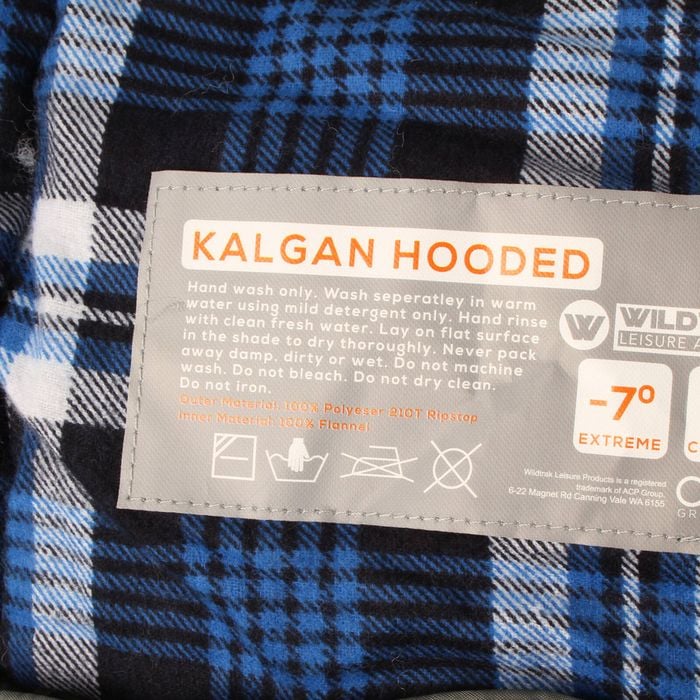 KALGAN HOODED
Hand wash only. Wash seperatley in warm
water using mild detergent only. Hand rinse
with clean fresh water. Lay on flat surface
in the shade to dry thoroughly. Never pack
away damp. dirty or wet. Do not machine
wash. Do not bleach. Do not dry clean.
Do not iron.
Outer Material: 100% Polyeser 210T Ripstop
Inner Material: 100% Flannel
W WILD
LEISURE A
-7°
EXTREME
C
Wildtrak Leisure Products is a registered
trademark of ACP Group.
6-22 Magnet Rd Canning Vale WA 6155
GR